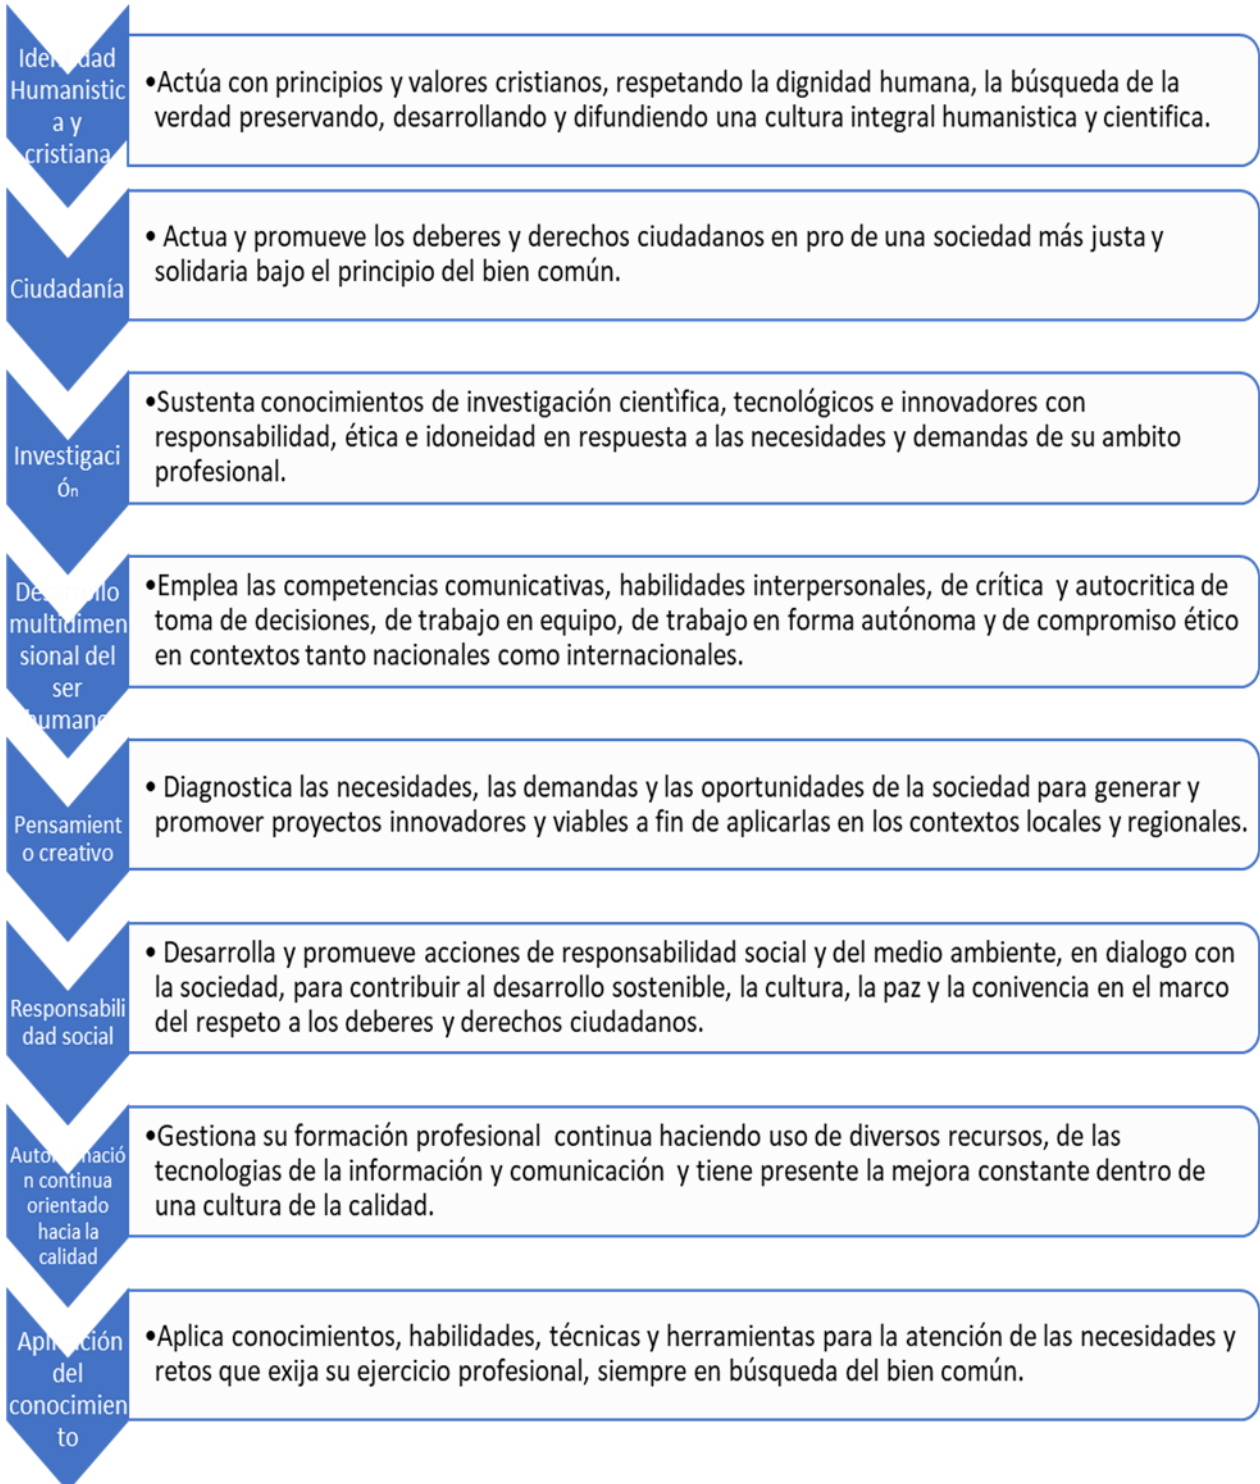 Identidad
Humanistic
a y
cristiana
•Actúa con principios y valores cristianos, respetando la dignidad humana, la búsqueda de la
verdad preservando, desarrollando y difundiendo una cultura integral humanistica y cientifica.
Ciudadanía
• Actua y promueve los deberes y derechos ciudadanos en pro de una sociedad más justa y
solidaria bajo el principio del bien común.
Investigaci
ón
•Sustenta conocimientos de investigación cientìfica, tecnológicos e innovadores con
responsabilidad, ética e idoneidad en respuesta a las necesidades y demandas de su ambito
profesional.
Desarrollo
multidimen
sional del
ser
humano
•Emplea las competencias comunicativas, habilidades interpersonales, de crítica y autocritica de
toma de decisiones, de trabajo en equipo, de trabajo en forma autónoma y de compromiso ético
en contextos tanto nacionales como internacionales.
Pensamient
o creativo
• Diagnostica las necesidades, las demandas y las oportunidades de la sociedad para generar y
promover proyectos innovadores y viables a fin de aplicarlas en los contextos locales y regionales.
Responsabili
dad social
• Desarrolla y promueve acciones de responsabilidad social y del medio ambiente, en dialogo con
la sociedad, para contribuir al desarrollo sostenible, la cultura, la paz y la conivencia en el marco
del respeto a los deberes y derechos ciudadanos.
Autoformació
n continua
orientado
hacia la
calidad
•Gestiona su formación profesional continua haciendo uso de diversos recursos, de las
tecnologias de la información y comunicación y tiene presente la mejora constante dentro de
una cultura de la calidad.
Aplicación
del
conocimien
to
•Aplica conocimientos, habilidades, técnicas y herramientas para la atención de las necesidades y
retos que exija su ejercicio profesional, siempre en búsqueda del bien común.